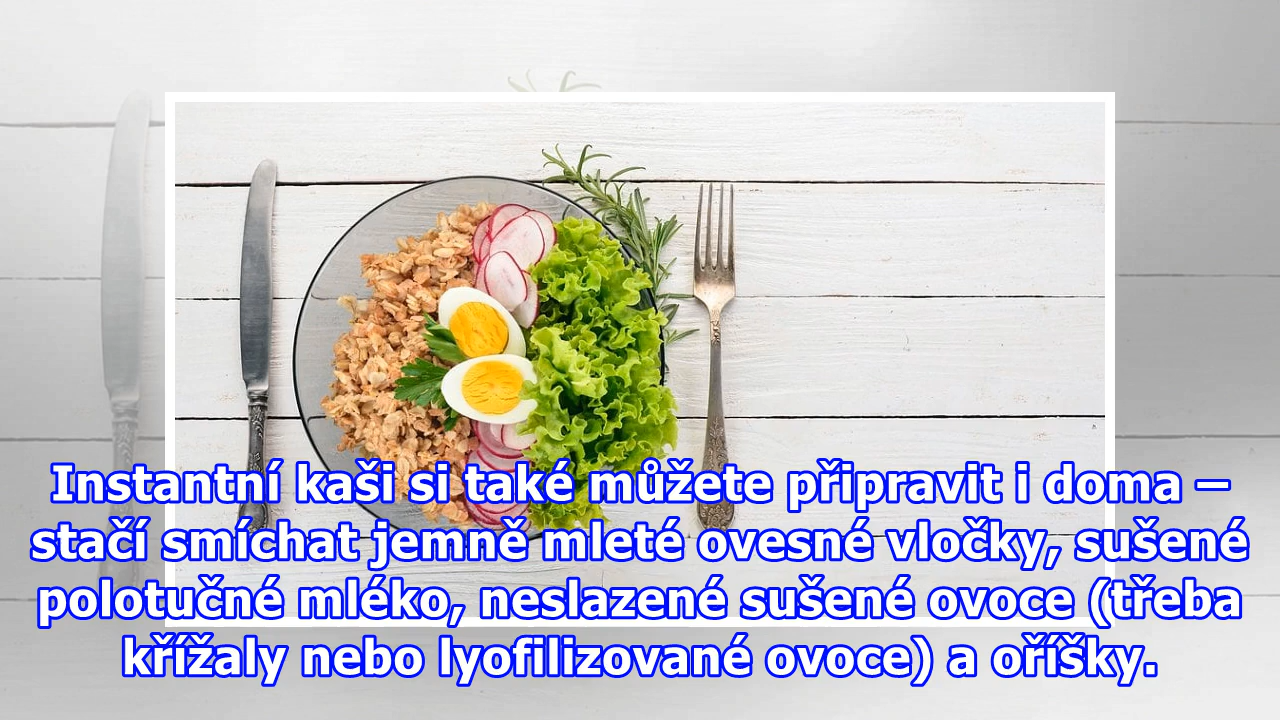 Instantní kaši si také můžete připravit i doma –
stačí smíchat jemně mleté ovesné vločky, sušené
polotučné mléko, neslazené sušené ovoce (třeba
křížaly nebo lyofilizované ovoce) a oříšky.